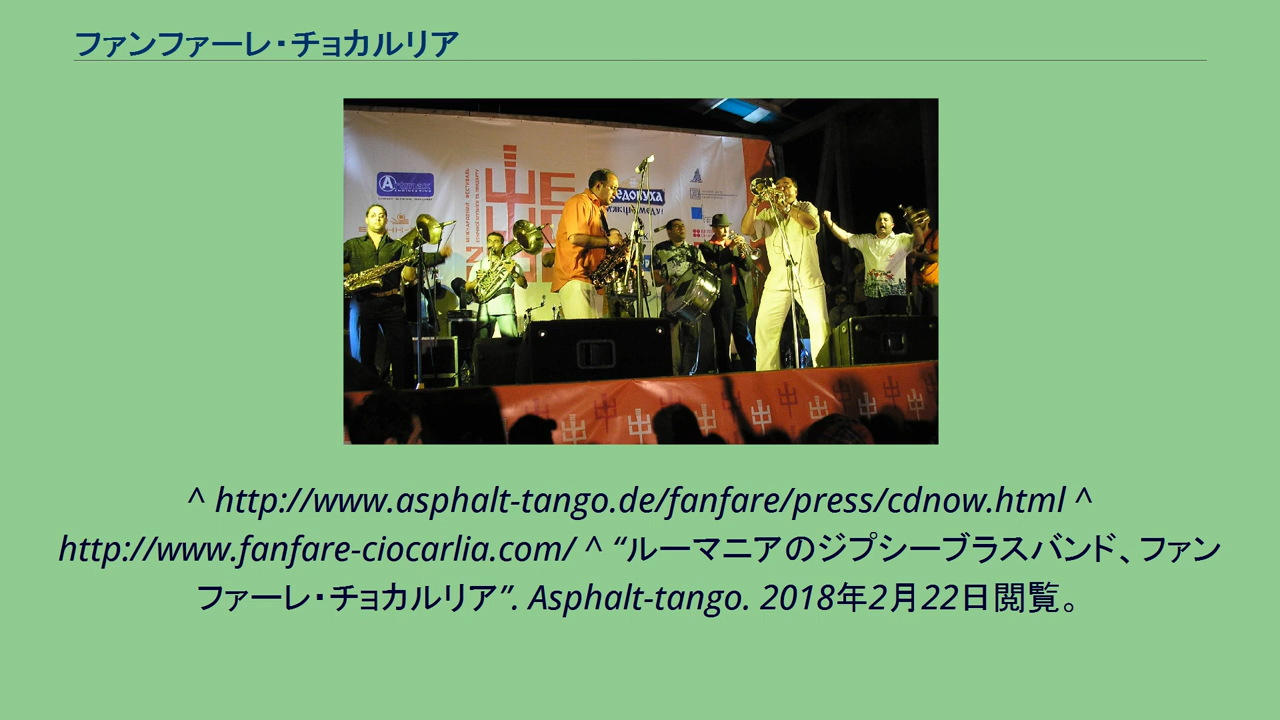 ファンファーレ・チョカルリア
Artmax
ENGINEERING
ШЕ
^ http://www.asphalt-tango.de/fanfare/press/cdnow.html ^
http://www.fanfare-ciocarlia.com/ ^ “ルーマニアのジプシーブラスバンド、ファン
ファーレ・チョカルリア”. Asphalt-tango. 2018年2月22日閲覧。